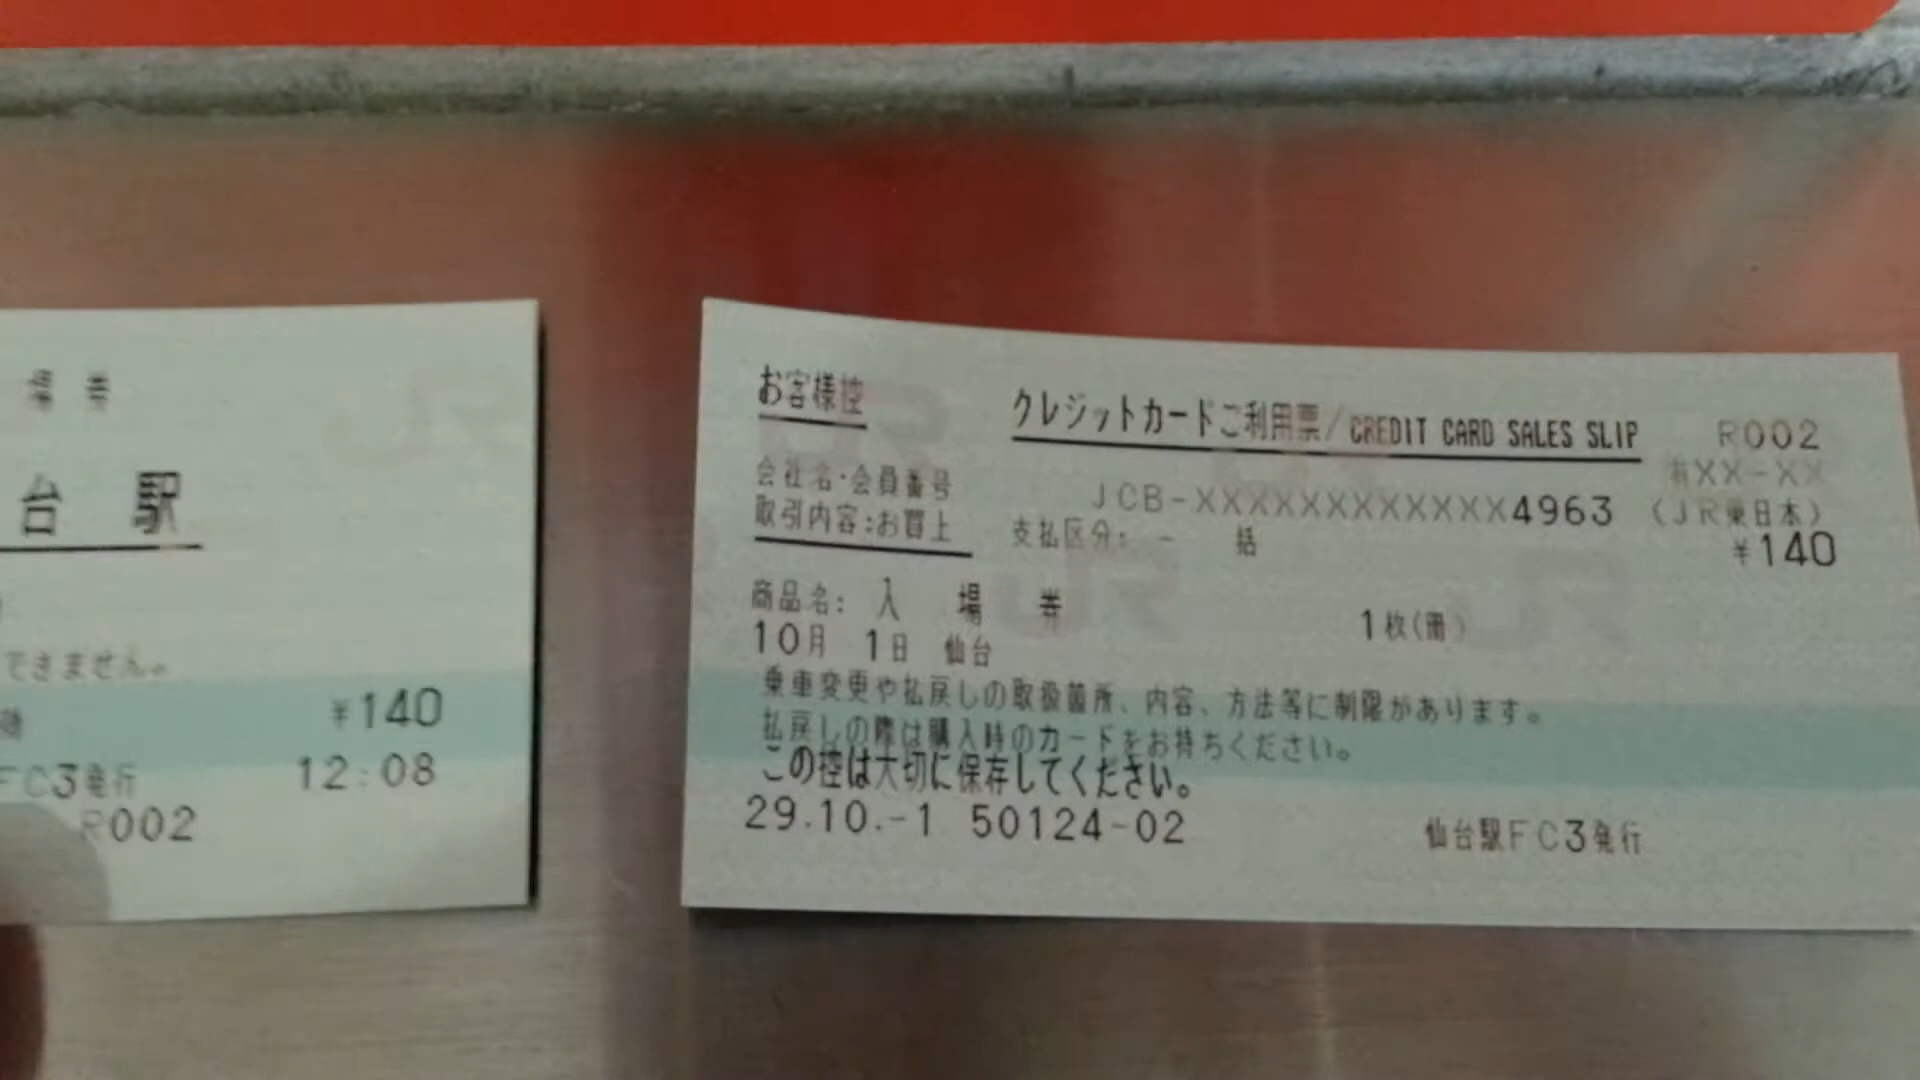 場 券
台 駅
できません。
¥140
FC3発行 12:08
R002
お客様控 クレジットカードご利用票/CREDIT CARD SALES SLIP R002
会社名・会員番号 JCB-XXXXXXXXXXXX4963 (JR東日本)
取引内容:お買上 支払区分: 一 括 ¥140
商品名: 入 場 券 1枚(冊)
10月 1日 仙台
乗車変更や払戻しの取扱箇所、内容、方法等に制限があります。
払戻しの際は購入時のカードをお持ちください。
この控は大切に保存してください。
29.10.-1 50124-02 仙台駅FC3発行